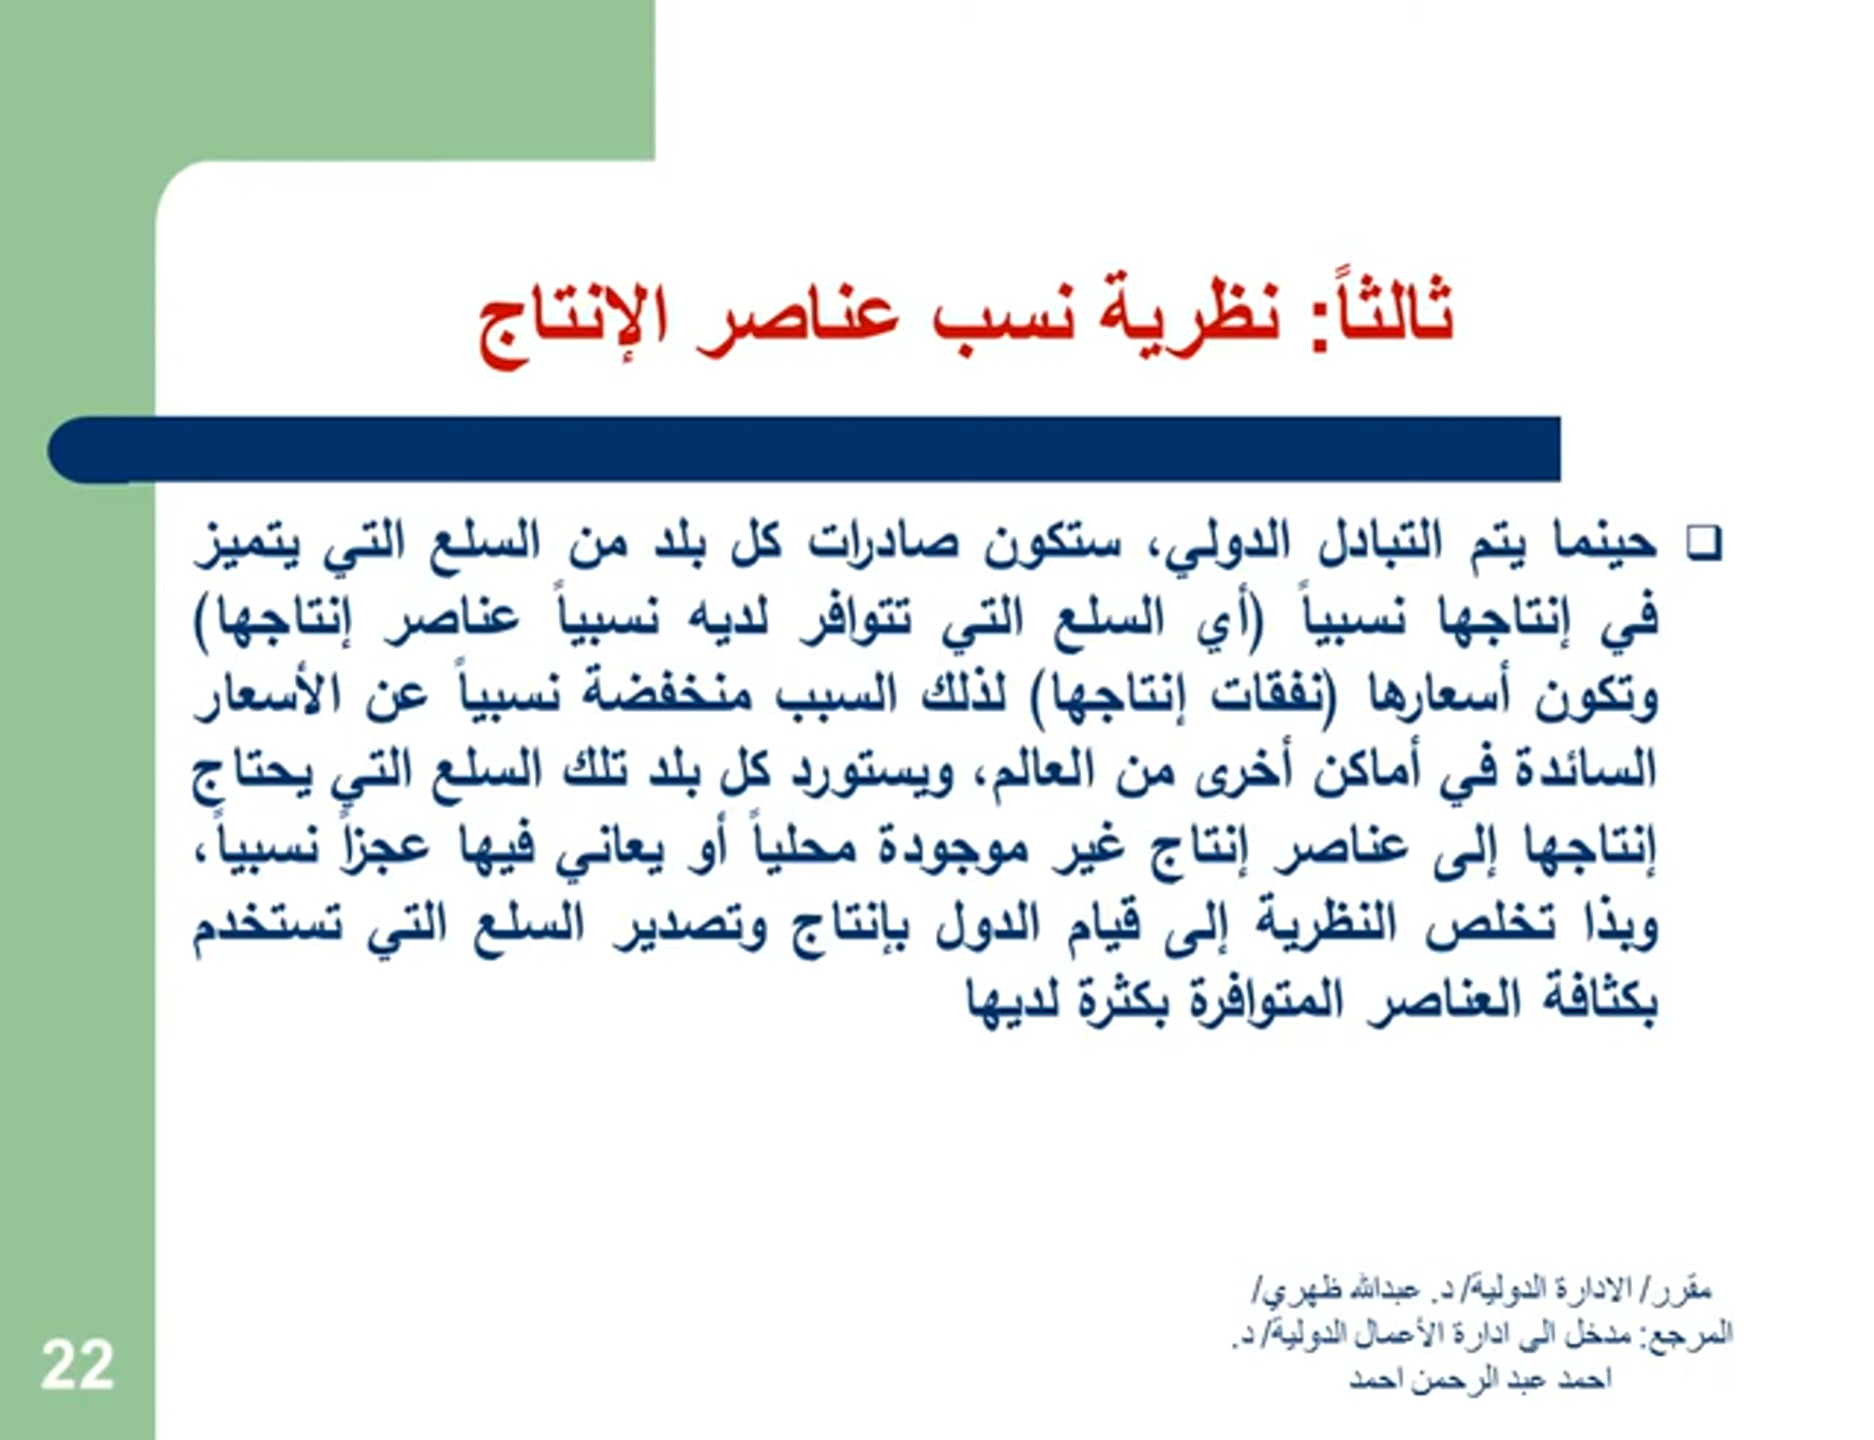 ثالثاً: نظرية نسب عناصر الإنتاج
❑ حينما يتم التبادل الدولي، ستكون صادرات كل بلد من السلع التي يتميز
في إنتاجها نسبياً (أي السلع التي تتوافر لديه نسبياً عناصر إنتاجها)
وتكون أسعارها (نفقات إنتاجها) لذلك السبب منخفضة نسبياً عن الأسعار
السائدة في أماكن أخرى من العالم، ويستورد كل بلد تلك السلع التي يحتاج
إنتاجها إلى عناصر إنتاج غير موجودة محلياً أو يعاني فيها عجزاً نسبياً،
وبذا تخلص النظرية إلى قيام الدول بإنتاج وتصدير السلع التي تستخدم
بكثافة العناصر المتوافرة بكثرة لديها
مقرر/ الادارة الدولية/ د. عبدالله ظهري/
المرجع: مدخل الى ادارة الأعمال الدولية/ د.
احمد عبد الرحمن احمد
22